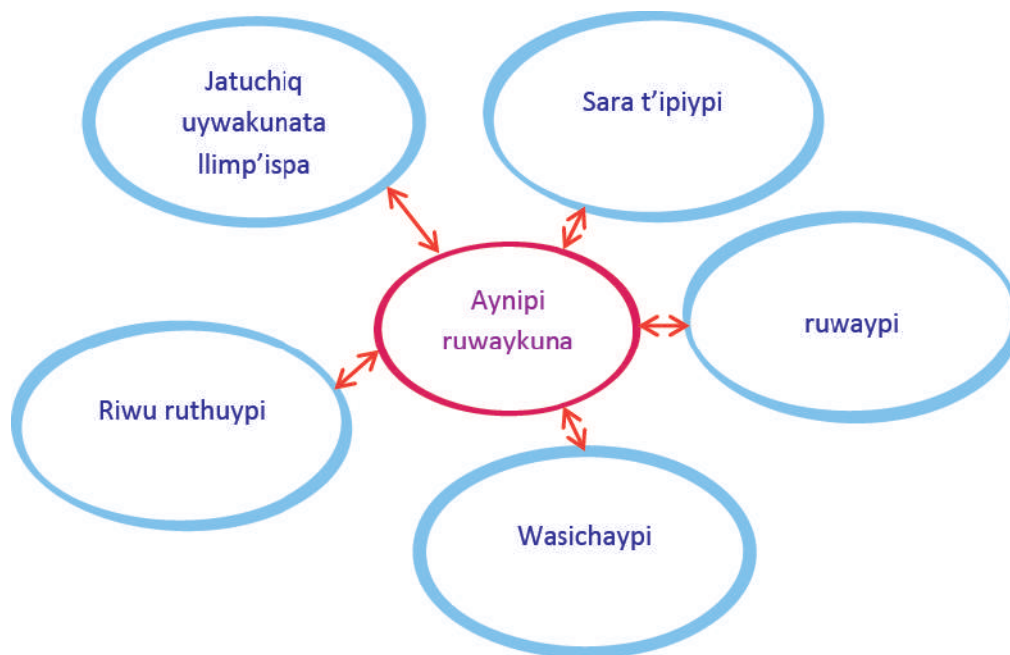 Jatuchiq
uywakunata
llimp’ispa
Sara t’ipiypi
Aynipi
ruwaykuna
ruwaypi
Riwu ruthuypi
Wasichaypi